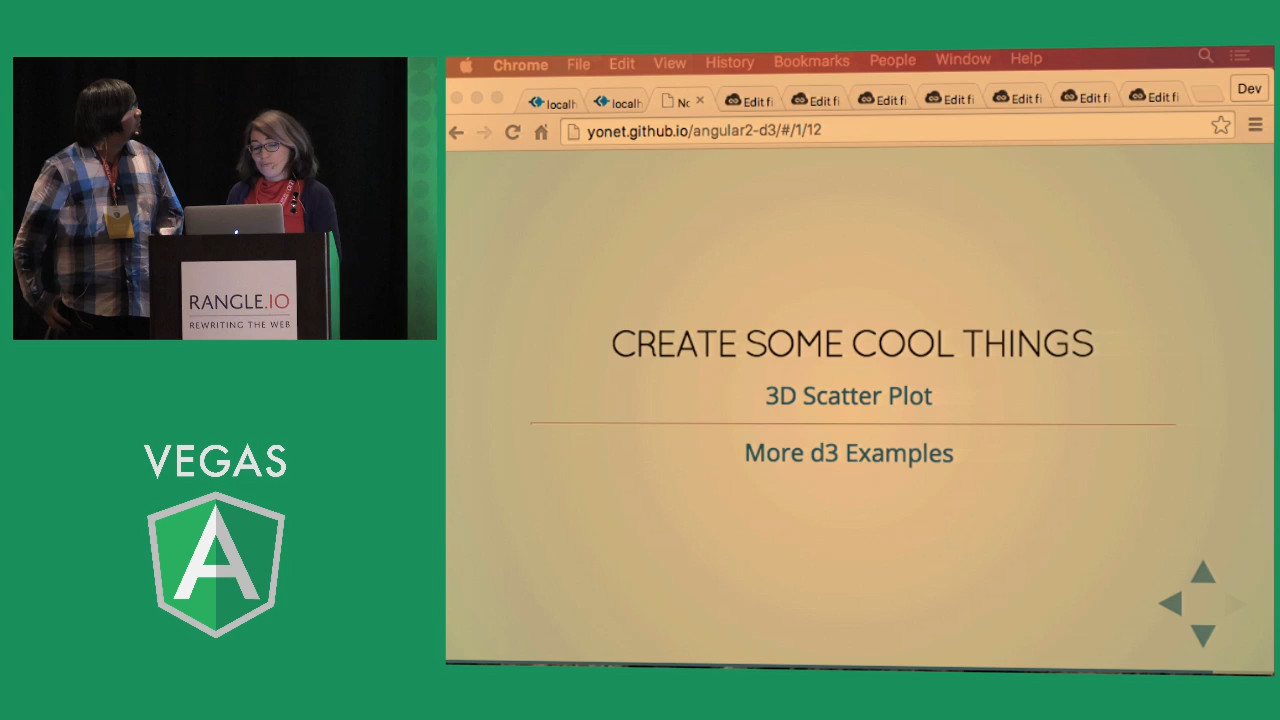 RANGLE.IO
REWRITING THE WEB
VEGAS
A
Chrome File Edit View History Bookmarks People Window Help
localh localh Nc Edit fi Edit fi Edit fi Edit fi Edit fi Edit fi Edit fi Dev
yonet.github.io/angular2-d3/#/1/12
CREATE SOME COOL THINGS
3D Scatter Plot
More d3 Examples